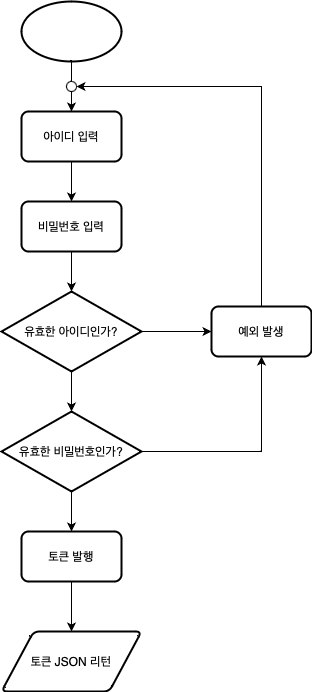 아이디 입력
비밀번호 입력
유효한 아이디인가?
예외 발생
유효한 비밀번호인가?
토큰 발행
토큰 JSON 리턴